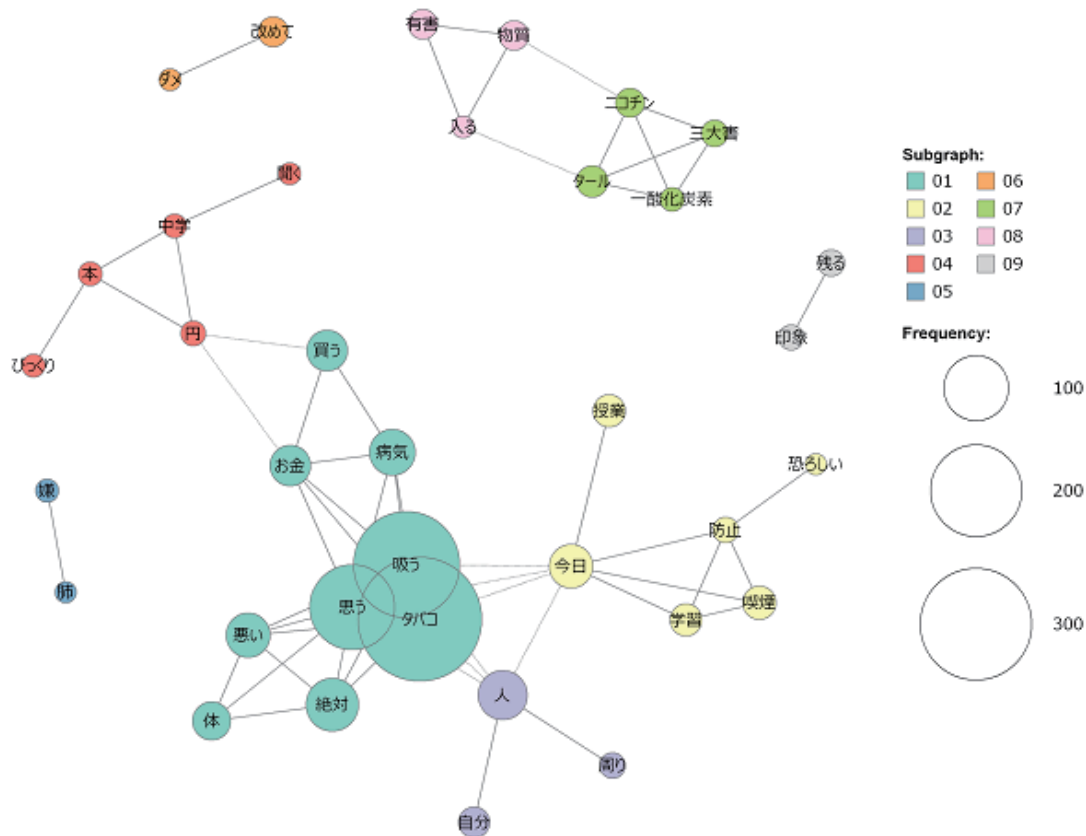 改めて
ダメ
有害
物質
入る
ニコチン
三大害
タール
一酸化炭素
聞く
中学
本
円
びっくり
残る
印象
買う
お金
病気
授業
恐ろしい
防止
今日
喫煙
学習
嫌
肺
吸う
思う
タバコ
悪い
体
絶対
人
周り
自分
Subgraph:
01
02
03
04
05
06
07
08
09
Frequency:
100
200
300